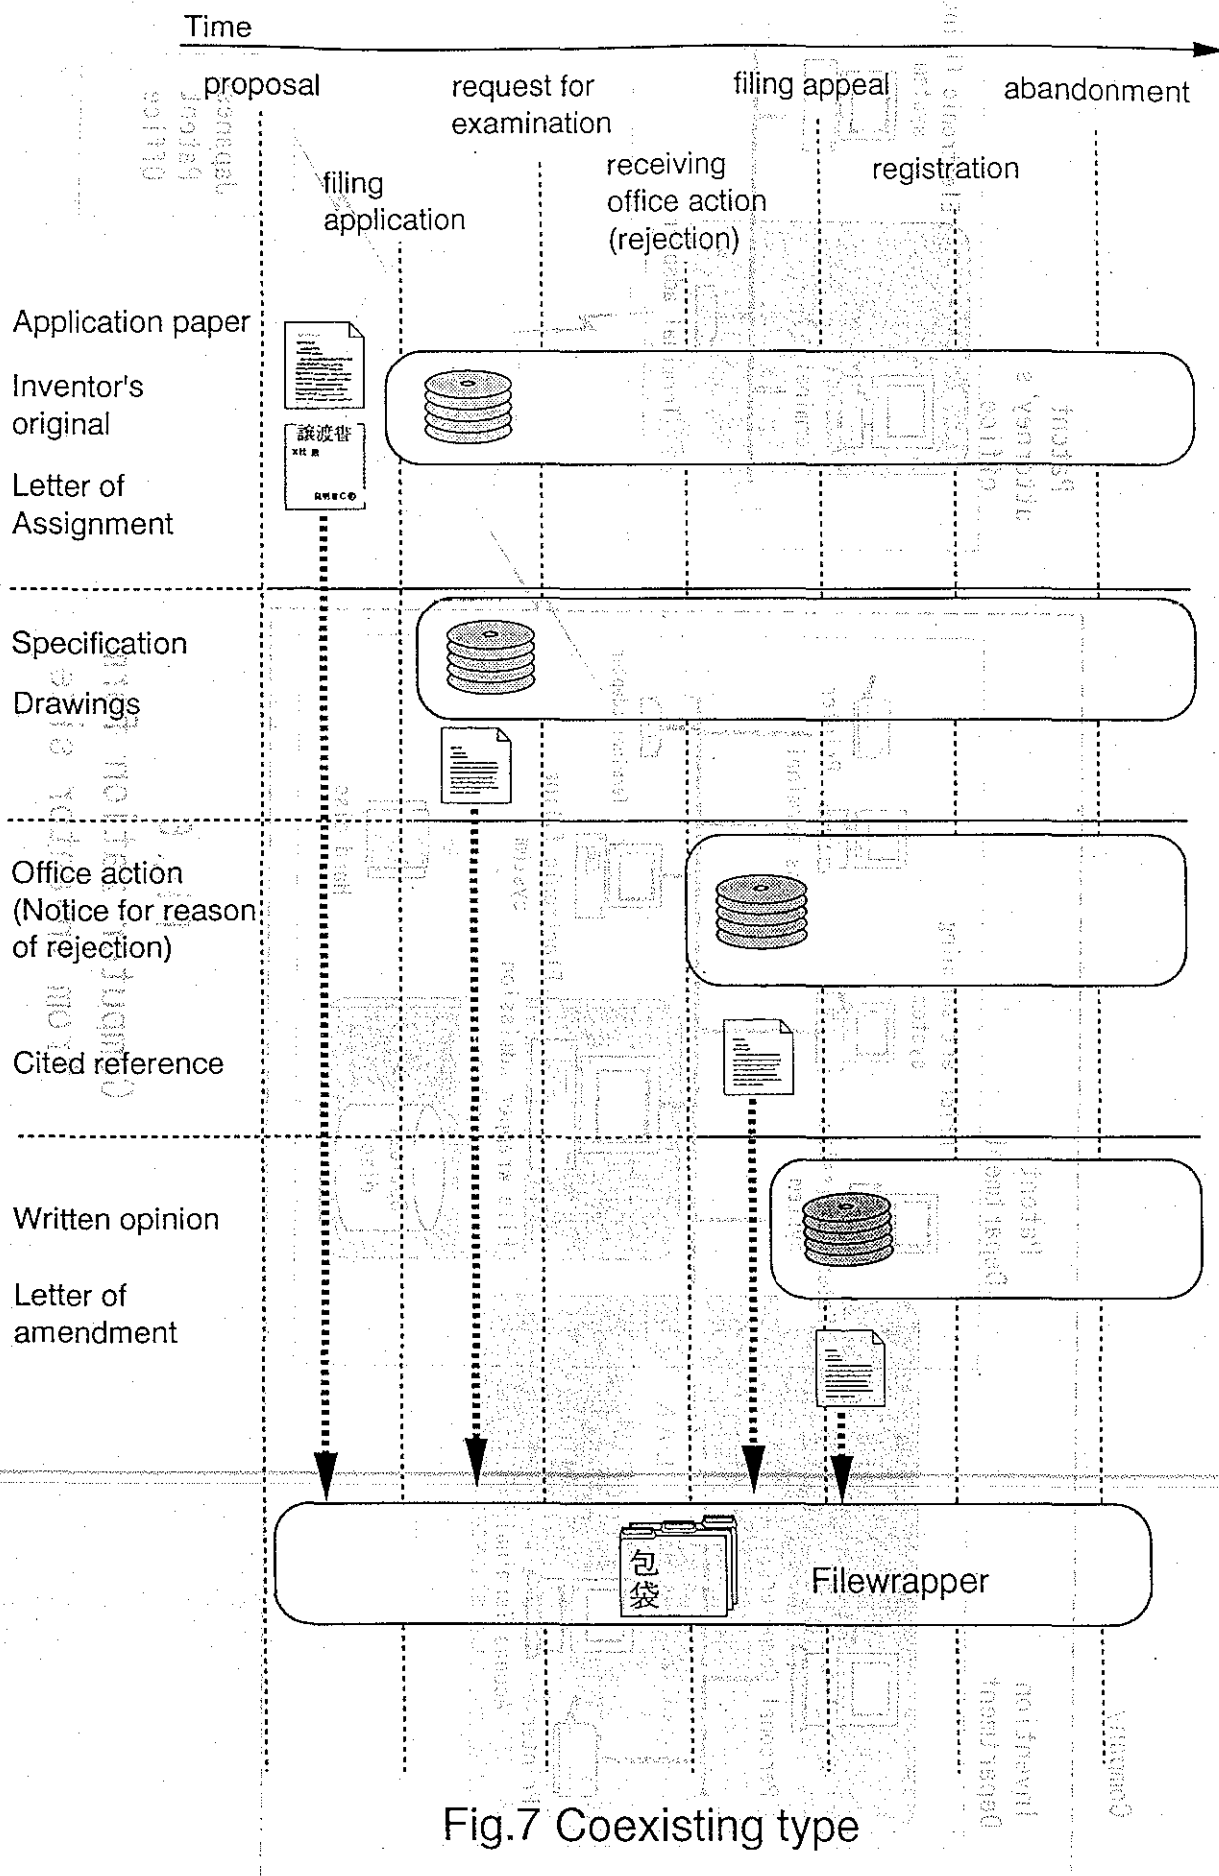 Time
proposal
request for
examination
filing appeal
abandonment
filing
application
receiving
office action
(rejection)
registration
Application paper
Inventor's
original
譲渡
Letter of
Assignment
Specification
Drawings
Office action
(Notice for reason
of rejection)
Cited reference
Written opinion
Letter of
amendment
包
袋
Filewrapper
Fig.7 Coexisting type